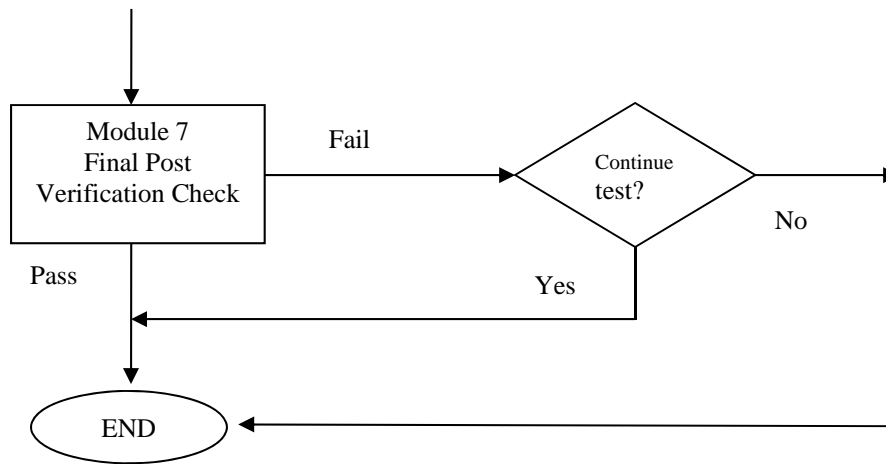 Module 7
Final Post
Verification Check
Fail
Continue
test?
No
Pass
Yes
END